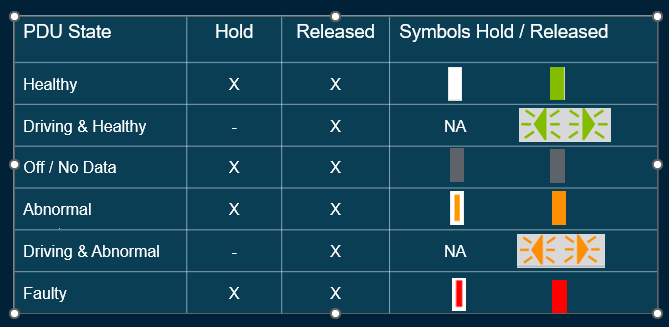 PDU State Hold Released Symbols Hold / Released
Healthy X X
Driving & Healthy - X NA
Off / No Data X X
Abnormal X X
Driving & Abnormal - X NA
Faulty X X